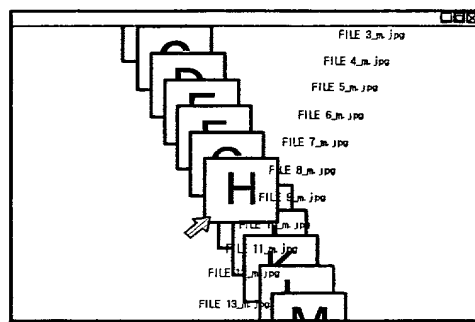 FILE 3_m.jpg
FILE 4_m.jpg
FILE 5_m.jpg
FILE 6_m.jpg
FILE 7_m.jpg
FILE 8_m.jpg
H
FILE 9_m.jpg
FILE 11_m.jpg
FILE 13_m.jpg
M